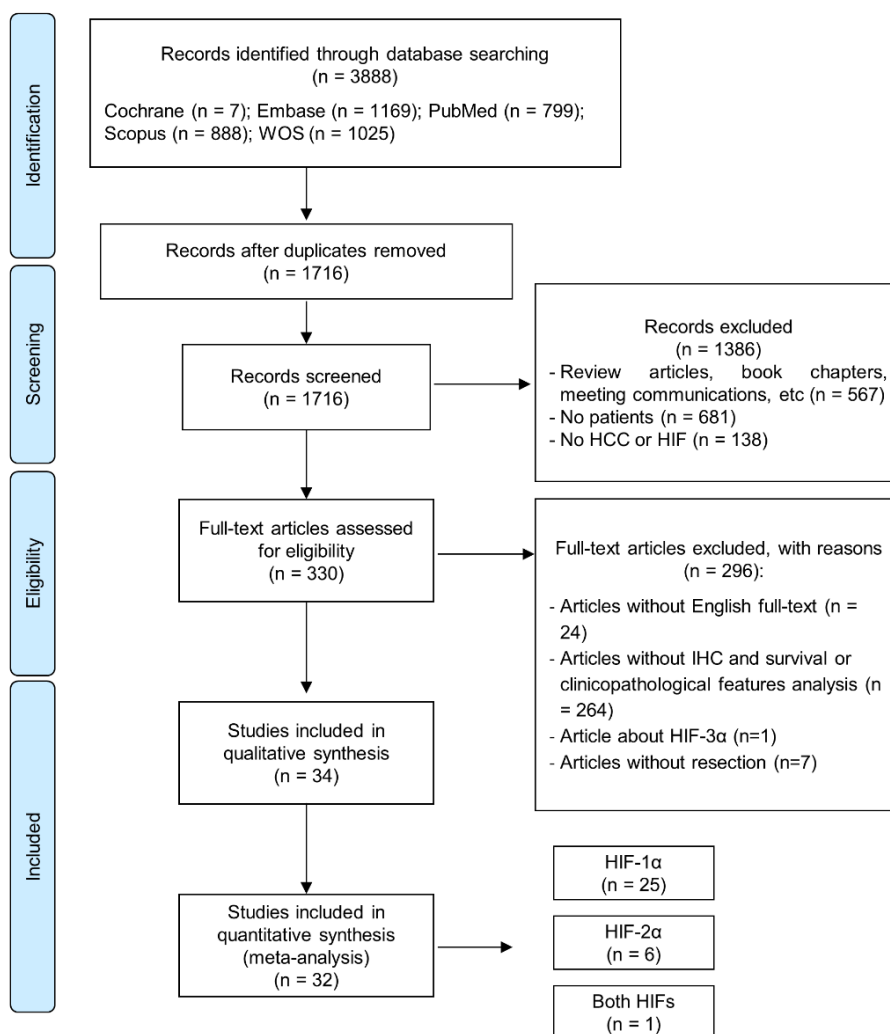 Identification
Records identified through database searching
(n = 3888)
Cochrane (n = 7); Embase (n = 1169); PubMed (n = 799);
Scopus (n = 888); WOS (n = 1025)
Records after duplicates removed
(n = 1716)
Screening
Records screened
(n = 1716)
Records excluded
(n = 1386)
- Review articles, book chapters,
meeting communications, etc (n = 567)
- No patients (n = 681)
- No HCC or HIF (n = 138)
Eligibility
Full-text articles assessed
for eligibility
(n = 330)
Full-text articles excluded, with reasons
(n = 296):
- Articles without English full-text (n =
24)
- Articles without IHC and survival or
clinicopathological features analysis (n
= 264)
- Article about HIF-3α (n=1)
- Articles without resection (n=7)
Included
Studies included in
qualitative synthesis
(n = 34)
Studies included in
quantitative synthesis
(meta-analysis)
(n = 32)
HIF-1α
(n = 25)
HIF-2α
(n = 6)
Both HIFs
(n = 1)